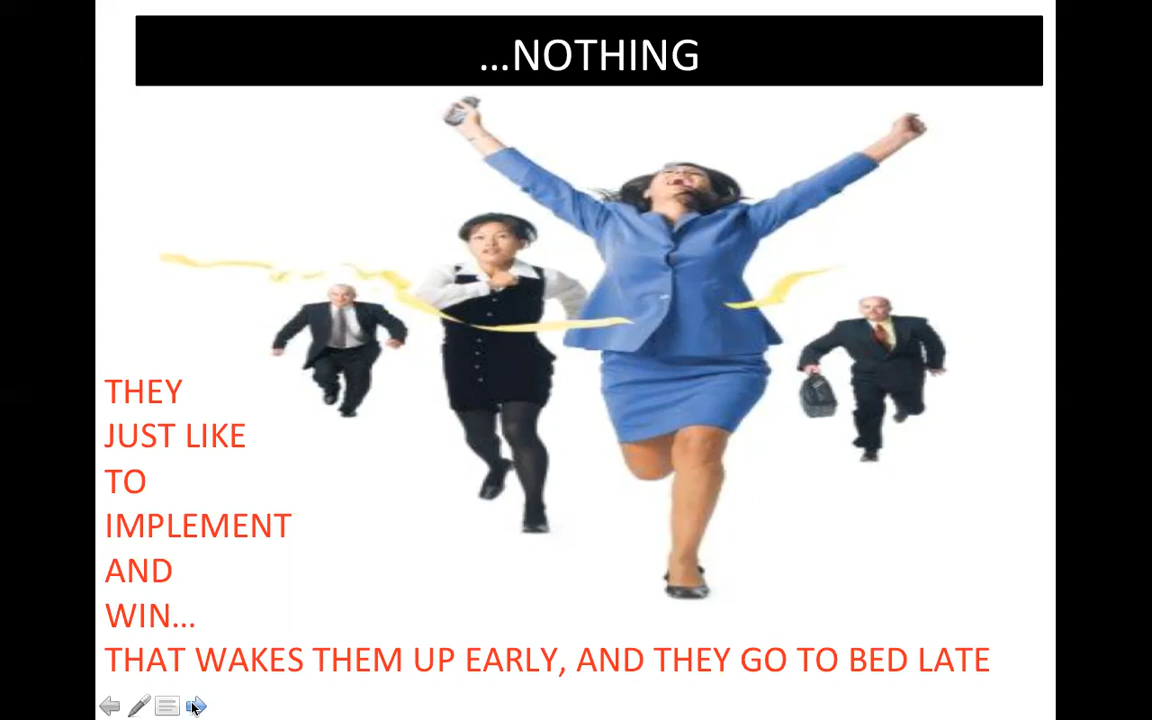 ...NOTHING
THEY
JUST LIKE
TO
IMPLEMENT
AND
WIN...
THAT WAKES THEM UP EARLY, AND THEY GO TO BED LATE